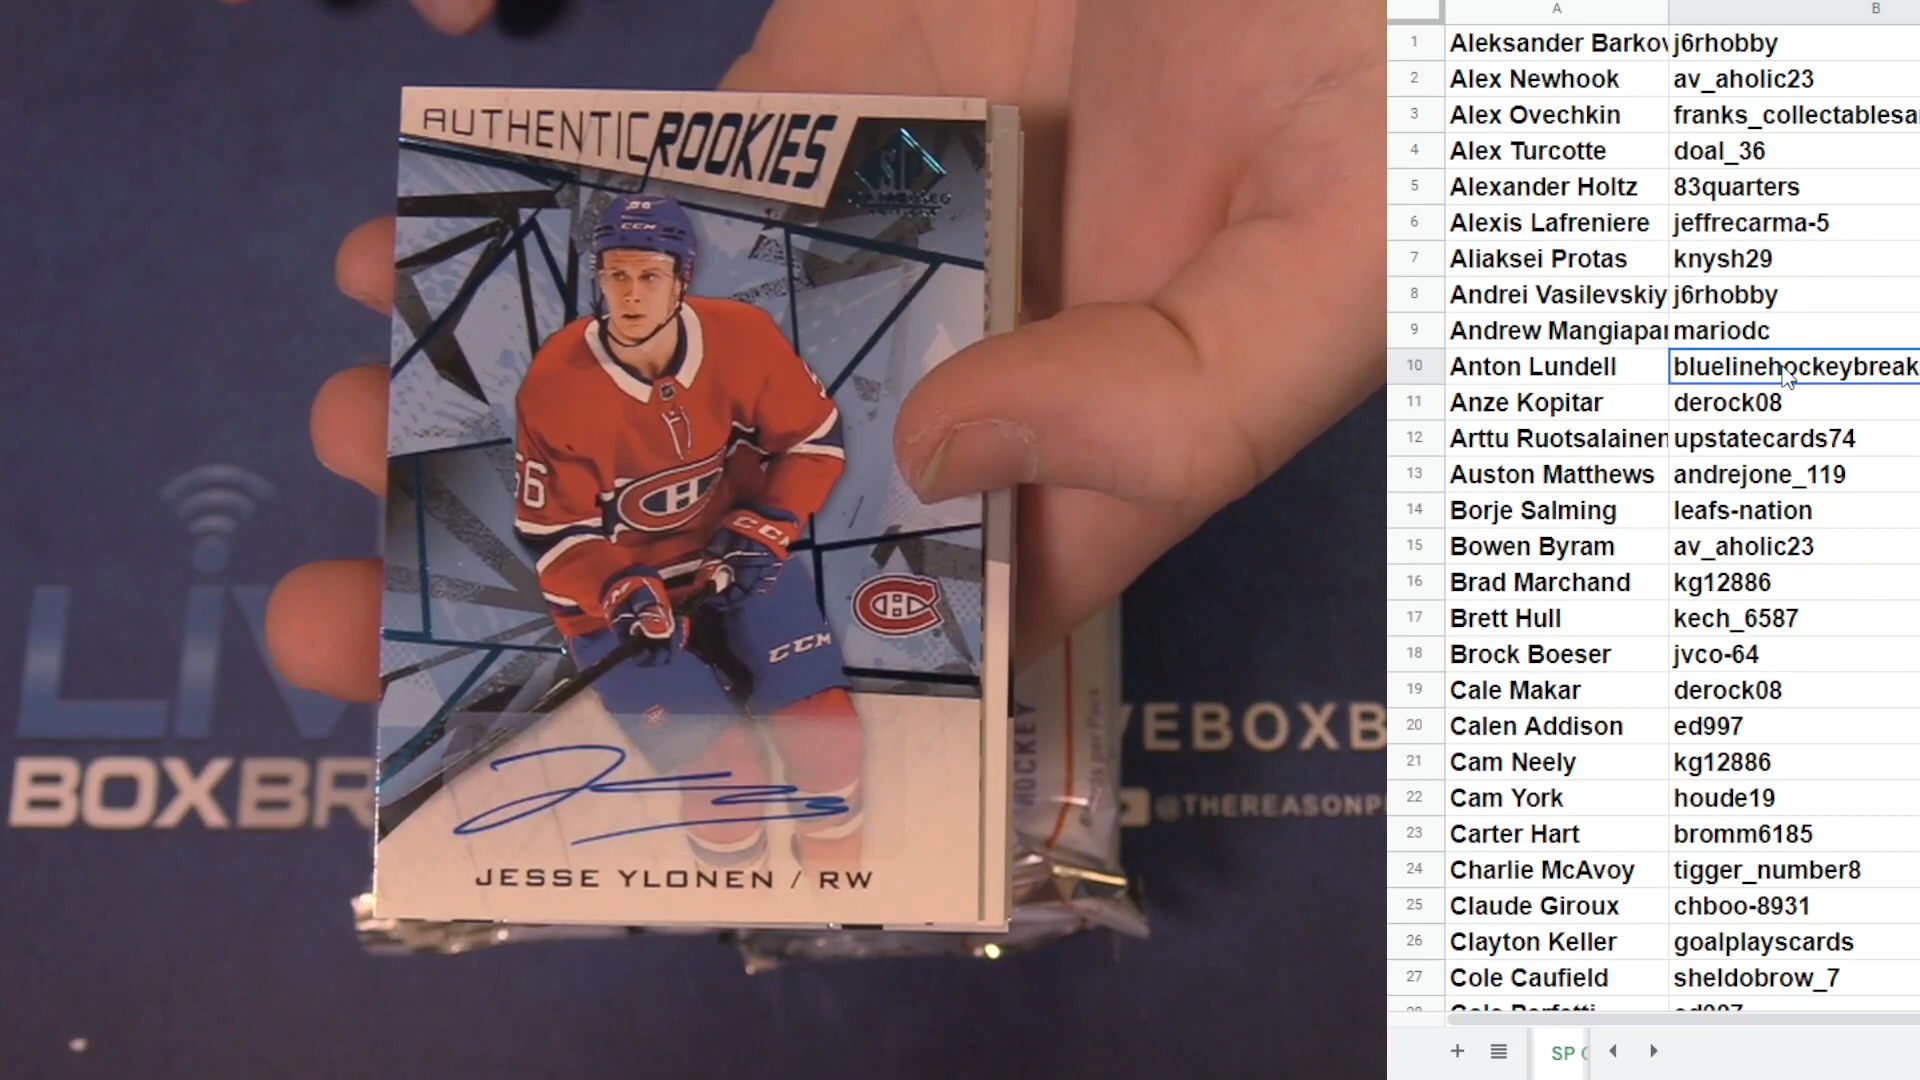 AUTHENTIC ROOKIES
SP
CCM
56
CCM
CCM
JESSE YLONEN / RW
LIV
BOXBR
HOCKEY
VEBOXB
@THEREASONP
A B
1 Aleksander Barkov j6rhobby
2 Alex Newhook av_aholic23
3 Alex Ovechkin franks_collectablesa
4 Alex Turcotte doal_36
5 Alexander Holtz 83quarters
6 Alexis Lafreniere jeffrecarma-5
7 Aliaksei Protas knysh29
8 Andrei Vasilevskiy j6rhobby
9 Andrew Mangiapa mariodc
10 Anton Lundell bluelinehockeybreak
11 Anze Kopitar derock08
12 Arttu Ruotsalainen upstatecards74
13 Auston Matthews andrejone_119
14 Borje Salming leafs-nation
15 Bowen Byram av_aholic23
16 Brad Marchand kg12886
17 Brett Hull kech_6587
18 Brock Boeser jvco-64
19 Cale Makar derock08
20 Calen Addison ed997
21 Cam Neely kg12886
22 Cam York houde19
23 Carter Hart bromm6185
24 Charlie McAvoy tigger_number8
25 Claude Giroux chboo-8931
26 Clayton Keller goalplayscards
27 Cole Caufield sheldobrow_7
SP